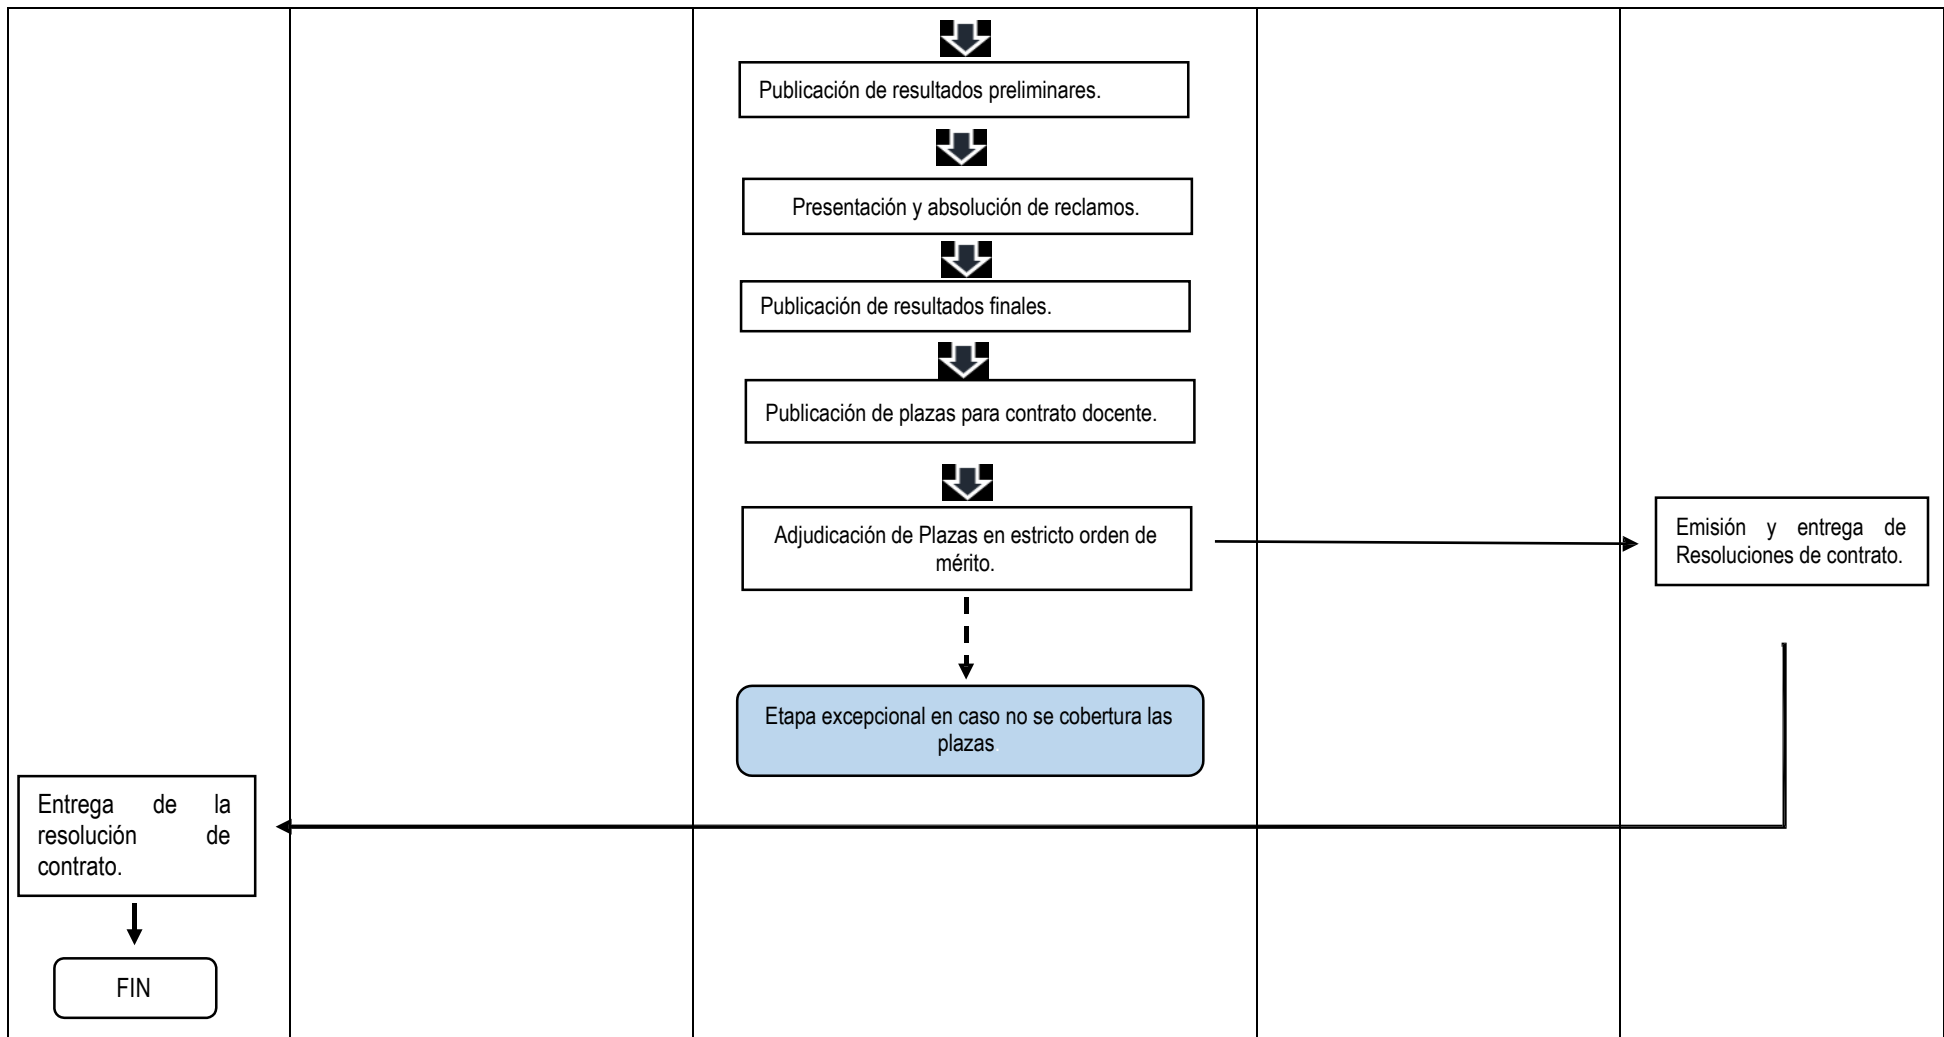 Publicación de resultados preliminares.
Presentación y absolución de reclamos.
Publicación de resultados finales.
Publicación de plazas para contrato docente.
Adjudicación de Plazas en estricto orden de
mérito.
Emisión y entrega de
Resoluciones de contrato.
Etapa excepcional en caso no se cobertura las
plazas.
Entrega de la
resolución de
contrato.
FIN